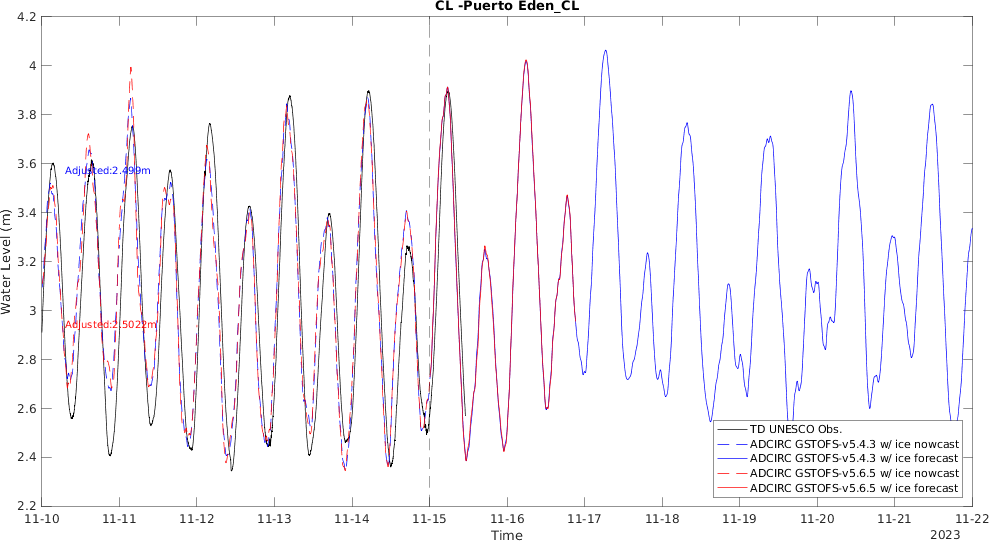 CL -Puerto Eden_CL
4.2
4
3.8
3.6
3.4
3.2
3
2.8
2.6
2.4
2.2
Water Level (m)
Adjusted:2.499m
Adjusted:2.5022m
TD UNESCO Obs.
ADCIRC GSTOFS-v5.4.3 w/ ice nowcast
ADCIRC GSTOFS-v5.4.3 w/ ice forecast
ADCIRC GSTOFS-v5.6.5 w/ ice nowcast
ADCIRC GSTOFS-v5.6.5 w/ ice forecast
11-10 11-11 11-12 11-13 11-14 11-15 11-16 11-17 11-18 11-19 11-20 11-21 11-22
Time 2023